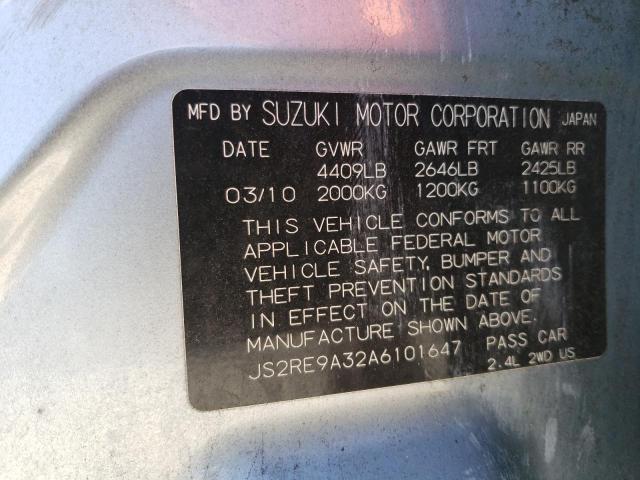 MFD BY SUZUKI MOTOR CORPORATION JAPAN
DATE GVWR GAWR FRT GAWR RR
4409LB 2646LB 2425LB
03/10 2000KG 1200KG 1100KG
THIS VEHICLE CONFORMS TO ALL
APPLICABLE FEDERAL MOTOR
VEHICLE SAFETY, BUMPER AND
THEFT PREVENTION STANDARDS
IN EFFECT ON THE DATE OF
MANUFACTURE SHOWN ABOVE.
JS2RE9A32A6101647 PASS CAR
2.4L 2WD US